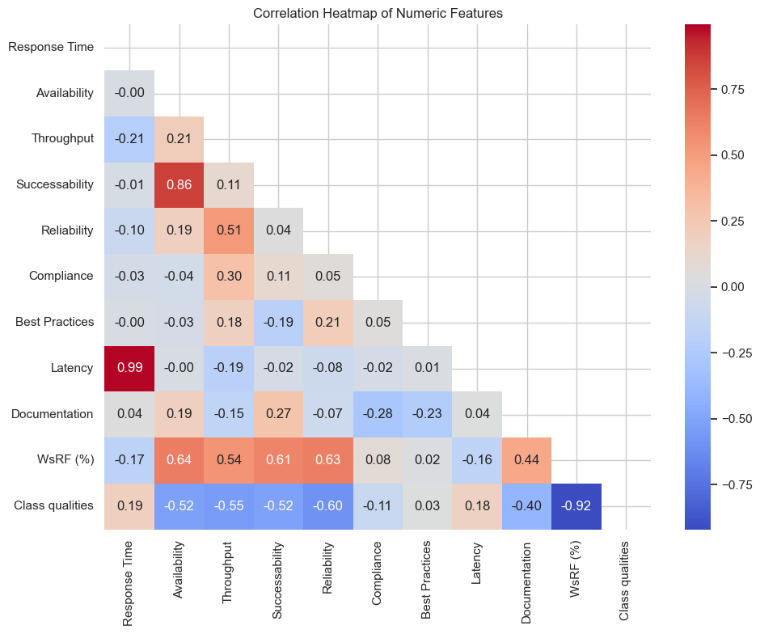 Correlation Heatmap of Numeric Features
Response Time
Availability -0.00
Throughput -0.21 0.21
Successability -0.01 0.86 0.11
Reliability -0.10 0.19 0.51 0.04
Compliance -0.03 -0.04 0.30 0.11 0.05
Best Practices -0.00 -0.03 0.18 -0.19 0.21 0.05
Latency 0.99 -0.00 -0.19 -0.02 -0.08 -0.02 0.01
Documentation 0.04 0.19 -0.15 0.27 -0.07 -0.28 -0.23 0.04
WsRF (%) -0.17 0.64 0.54 0.61 0.63 0.08 0.02 -0.16 0.44
Class qualities 0.19 -0.52 -0.55 -0.52 -0.60 -0.11 0.03 0.18 -0.40 -0.92
Response Time
Availability
Throughput
Successability
Reliability
Compliance
Best Practices
Latency
Documentation
WsRF (%)
Class qualities
0.75
0.50
0.25
0.00
-0.25
-0.50
-0.75